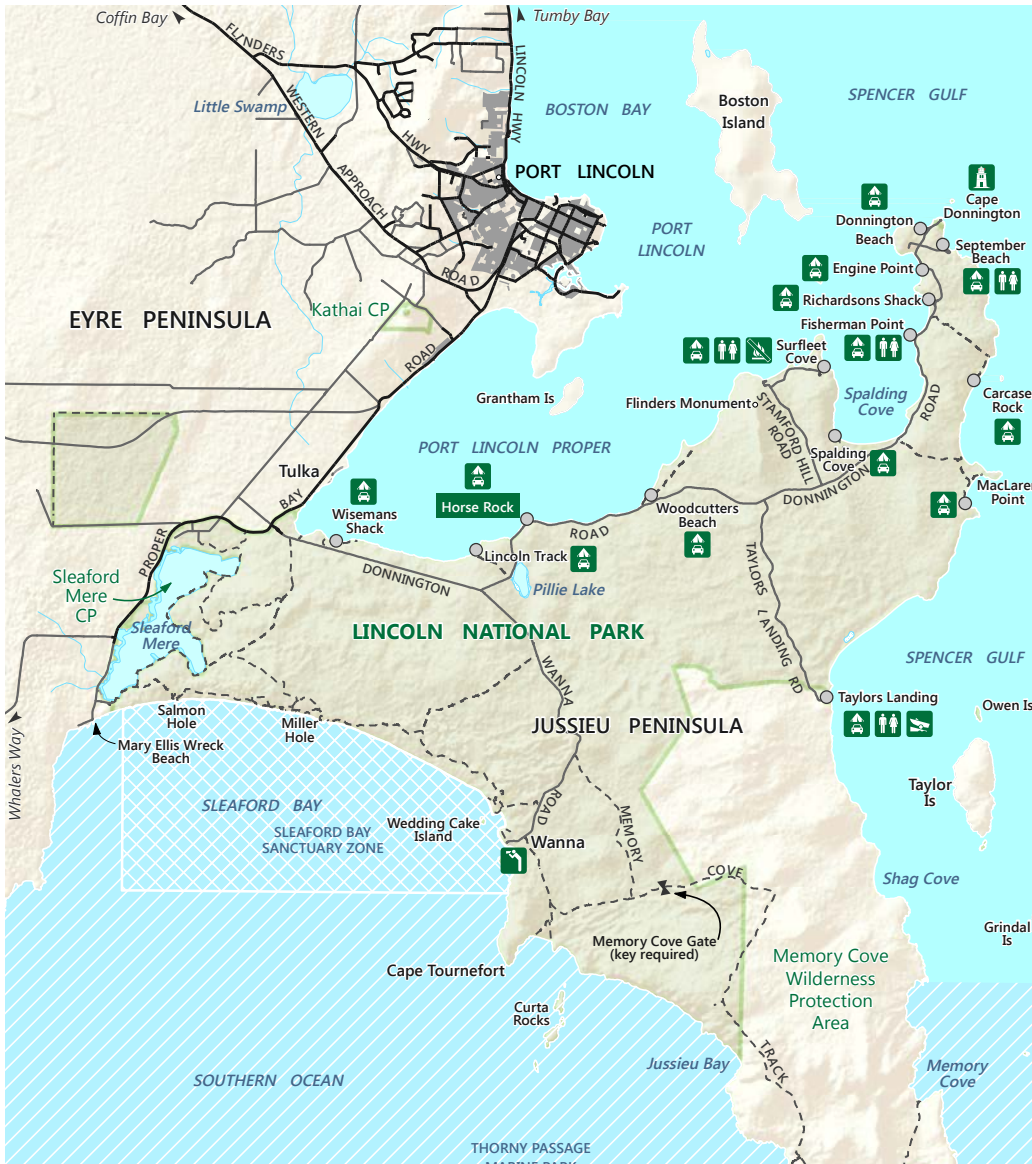 Coffin Bay
Tumby Bay
FLINDERS
HWY
LINCOLN HWY
WESTERN
APPROACH
ROAD
Little Swamp
BOSTON BAY
Boston
Island
SPENCER GULF
PORT LINCOLN
PORT
LINCOLN
Cape
Donnington
Donnington
Beach
September
Beach
Engine Point
Richardsons Shack
Fisherman Point
Kathai CP
EYRE PENINSULA
ROAD
Surfleet
Cove
Spalding
Cove
ROAD
Carcase
Rock
Grantham Is
Flinders Monument
STAMFORD HILL
ROAD
PORT LINCOLN PROPER
Spalding
Cove
Tulka
BAY
Wisemans
Shack
Horse Rock
DONNINGTON
MacLaren
Point
Woodcutters
Beach
ROAD
PROPER
Lincoln Track
DONNINGTON
Pillie Lake
TAYLORS LANDING RD
Sleaford
Mere
CP
Sleaford
Mere
LINCOLN NATIONAL PARK
WANNA
SPENCER GULF
Taylors Landing
Owen Is
Salmon
Hole
Miller
Hole
JUSSIEU PENINSULA
Mary Ellis Wreck
Beach
Whalers Way
Taylor
Is
SLEAFORD BAY
SLEAFORD BAY
SANCTUARY ZONE
Wedding Cake
Island
ROAD
Wanna
MEMORY
COVE
Shag Cove
Memory Cove Gate
(key required)
Grindal
Is
Cape Tournefort
Memory Cove
Wilderness
Protection
Area
Curta
Rocks
Jussieu Bay
TRACK
Memory
Cove
SOUTHERN OCEAN
THORNY PASSAGE
MARINE PARK